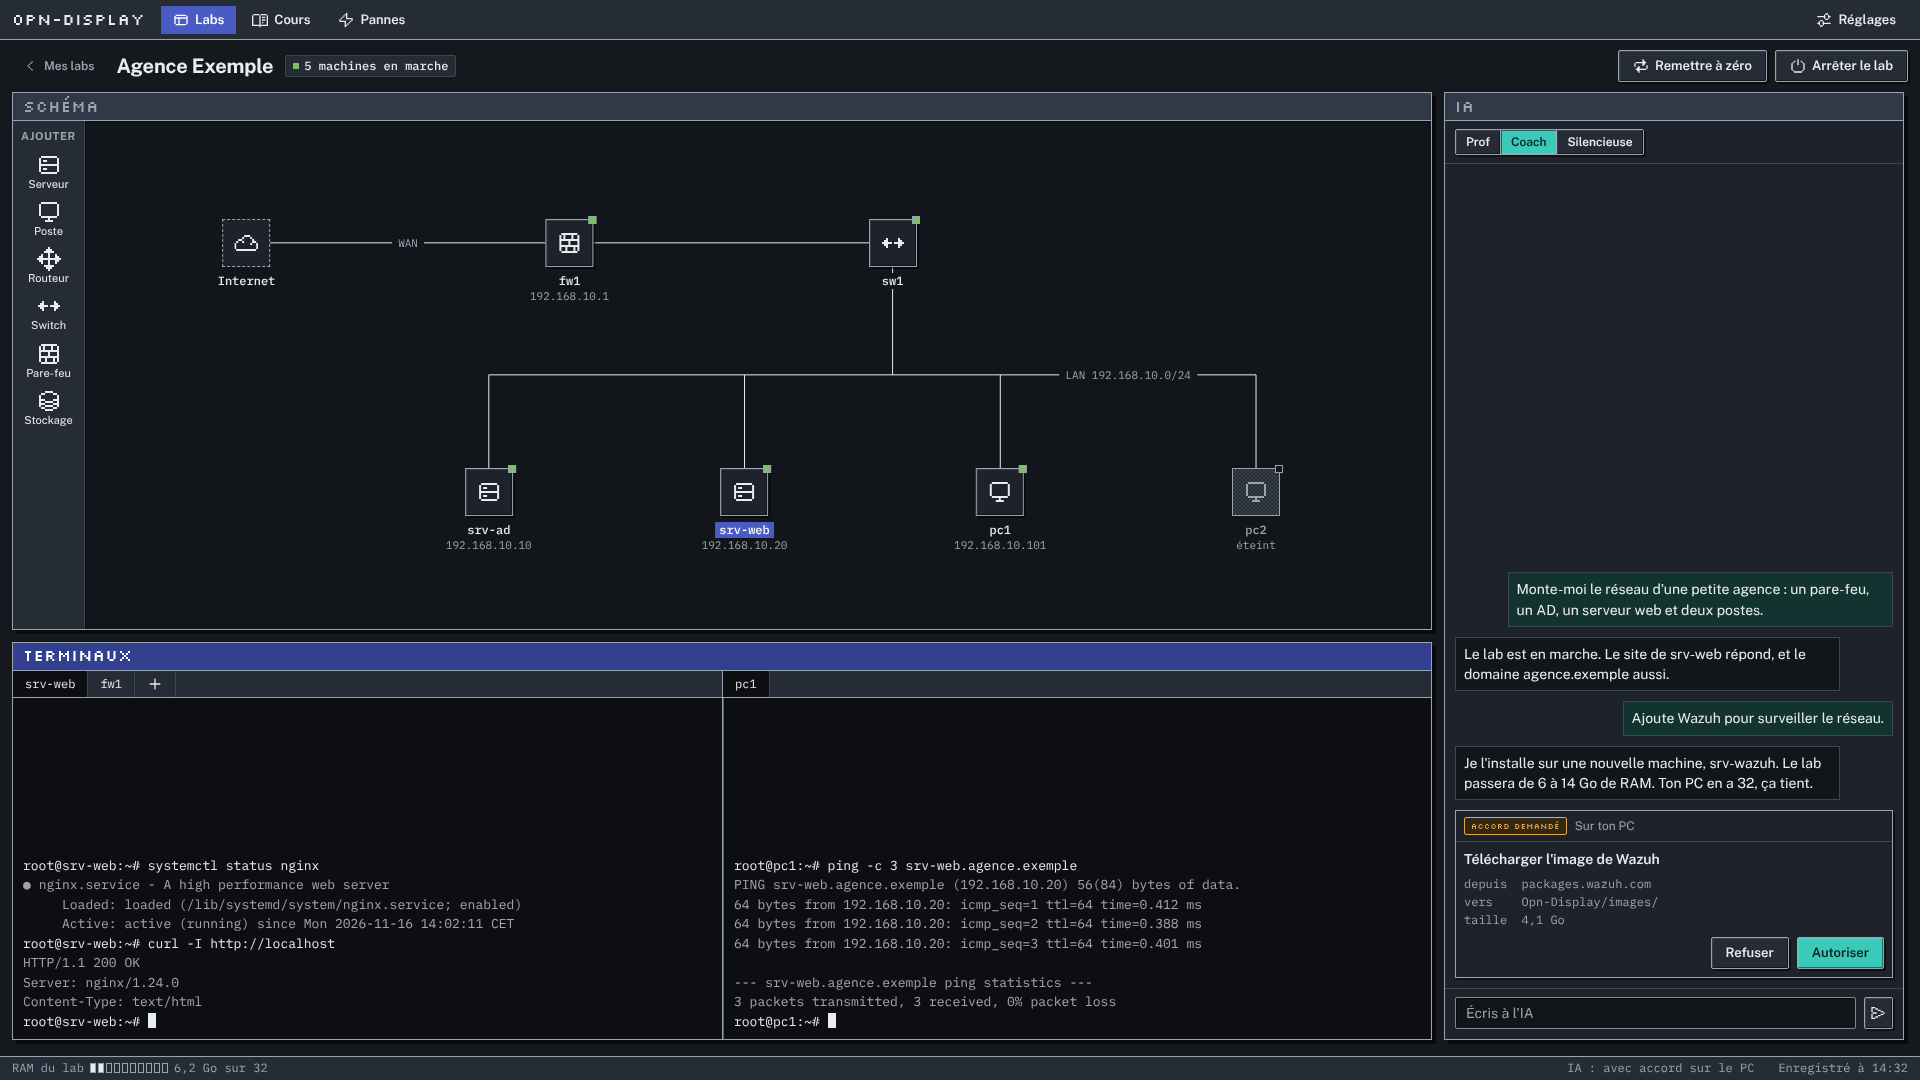 OPN-DISPLAY
Labs
Cours
Pannes
Réglages
Mes labs
Agence Exemple
5 machines en marche
Remettre à zéro
Arrêter le lab
SCHÉMA
AJOUTER
Serveur
Poste
Routeur
Switch
Pare-feu
Stockage
Internet
WAN
fw1
192.168.10.1
sw1
LAN 192.168.10.0/24
srv-ad
192.168.10.10
srv-web
192.168.10.20
pc1
192.168.10.101
pc2
éteint
TERMINAUX
srv-web
fw1
+
root@srv-web:~# systemctl status nginx
● nginx.service - A high performance web server
Loaded: loaded (/lib/systemd/system/nginx.service; enabled)
Active: active (running) since Mon 2026-11-16 14:02:11 CET
root@srv-web:~# curl -I http://localhost
HTTP/1.1 200 OK
Server: nginx/1.24.0
Content-Type: text/html
root@srv-web:~#
pc1
root@pc1:~# ping -c 3 srv-web.agence.exemple
PING srv-web.agence.exemple (192.168.10.20) 56(84) bytes of data.
64 bytes from 192.168.10.20: icmp_seq=1 ttl=64 time=0.412 ms
64 bytes from 192.168.10.20: icmp_seq=2 ttl=64 time=0.388 ms
64 bytes from 192.168.10.20: icmp_seq=3 ttl=64 time=0.401 ms
--- srv-web.agence.exemple ping statistics ---
3 packets transmitted, 3 received, 0% packet loss
root@pc1:~#
IA
Prof
Coach
Silencieuse
Monte-moi le réseau d'une petite agence : un pare-feu,
un AD, un serveur web et deux postes.
Le lab est en marche. Le site de srv-web répond, et le
domaine agence.exemple aussi.
Ajoute Wazuh pour surveiller le réseau.
Je l'installe sur une nouvelle machine, srv-wazuh. Le lab
passera de 6 à 14 Go de RAM. Ton PC en a 32, ça tient.
ACCORD DEMANDÉ
Sur ton PC
Télécharger l'image de Wazuh
depuis packages.wazuh.com
vers Opn-Display/images/
taille 4,1 Go
Refuser
Autoriser
Écris à l'IA
RAM du lab
6,2 Go sur 32
IA : avec accord sur le PC
Enregistré à 14:32